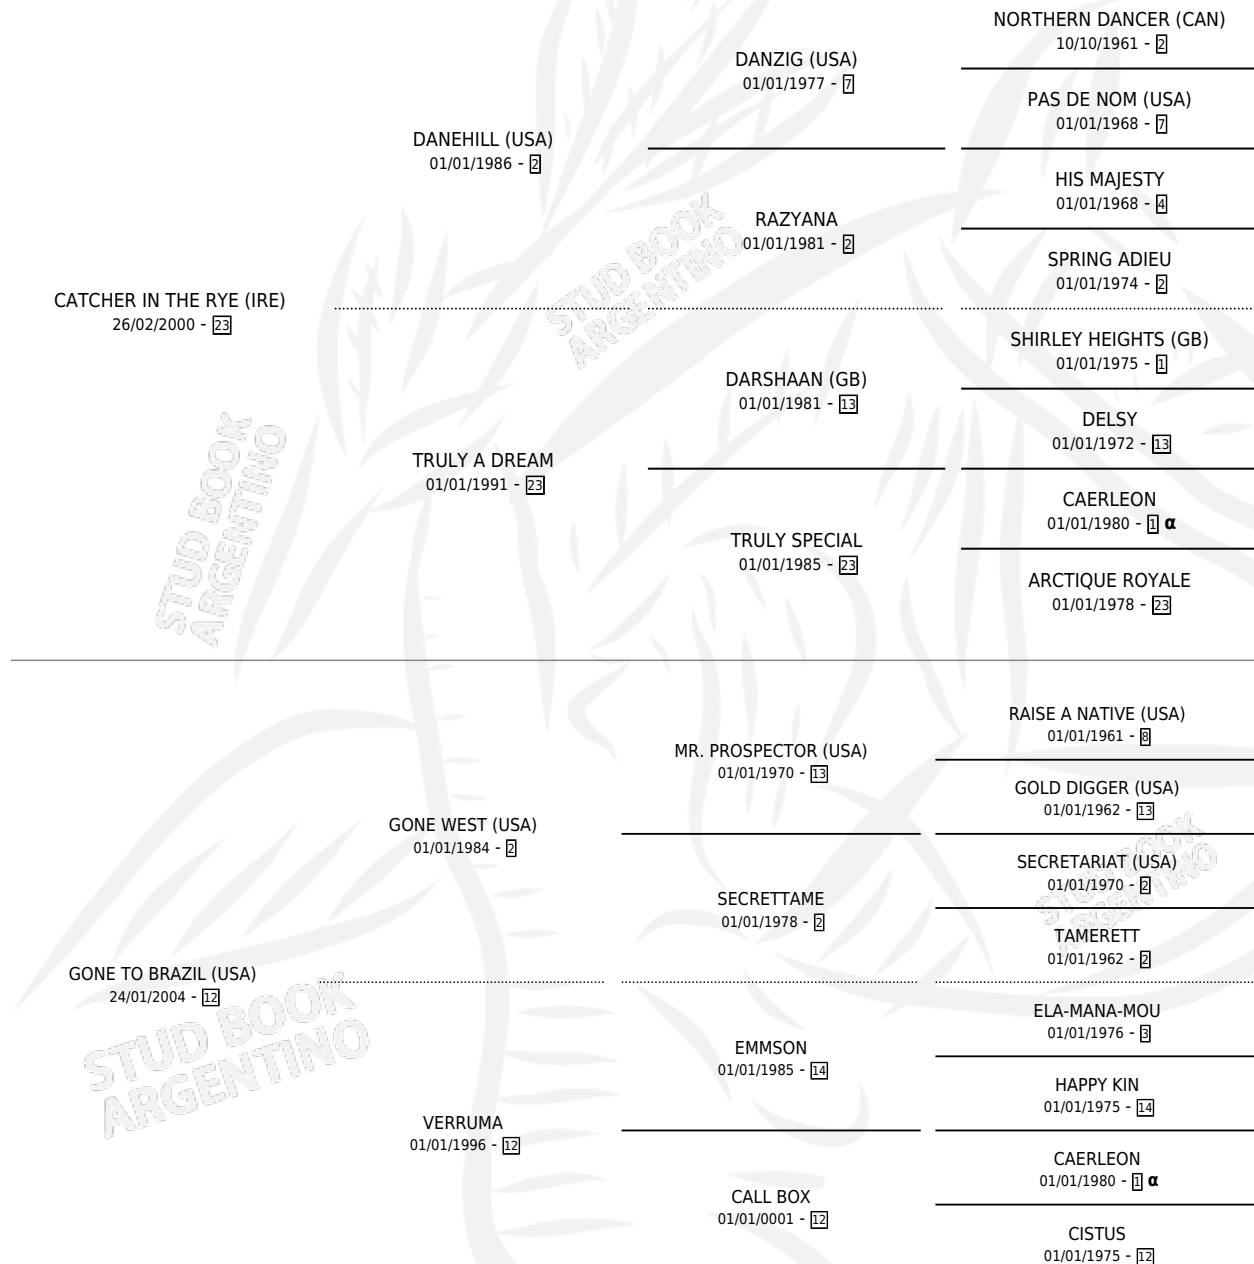 NORTHERN DANCER (CAN)
10/10/1961 - 2
DANZIG (USA)
01/01/1977 - 7
PAS DE NOM (USA)
01/01/1968 - 7
DANEHILL (USA)
01/01/1986 - 2
HIS MAJESTY
01/01/1968 - 4
RAZYANA
01/01/1981 - 2
SPRING ADIEU
01/01/1974 - 2
CATCHER IN THE RYE (IRE)
26/02/2000 - 23
STUD BOOK
ARGENTINO
SHIRLEY HEIGHTS (GB)
01/01/1975 - 1
DARSHAAN (GB)
01/01/1981 - 13
DELSY
01/01/1972 - 13
TRULY A DREAM
01/01/1991 - 23
CAERLEON
01/01/1980 - 1 α
TRULY SPECIAL
01/01/1985 - 23
ARCTIQUE ROYALE
01/01/1978 - 23
STUD BOOK
ARGENTINO
RAISE A NATIVE (USA)
01/01/1961 - 8
MR. PROSPECTOR (USA)
01/01/1970 - 13
GOLD DIGGER (USA)
01/01/1962 - 13
GONE WEST (USA)
01/01/1984 - 2
SECRETARIAT (USA)
01/01/1970 - 2
STUD BOOK
ARGENTINO
SECRETTAME
01/01/1978 - 2
TAMERETT
01/01/1962 - 2
GONE TO BRAZIL (USA)
24/01/2004 - 12
STUD BOOK
ARGENTINO
ELA-MANA-MOU
01/01/1976 - 3
EMMSON
01/01/1985 - 14
HAPPY KIN
01/01/1975 - 14
VERRUMA
01/01/1996 - 12
CAERLEON
01/01/1980 - 1 α
CALL BOX
01/01/0001 - 12
CISTUS
01/01/1975 - 12